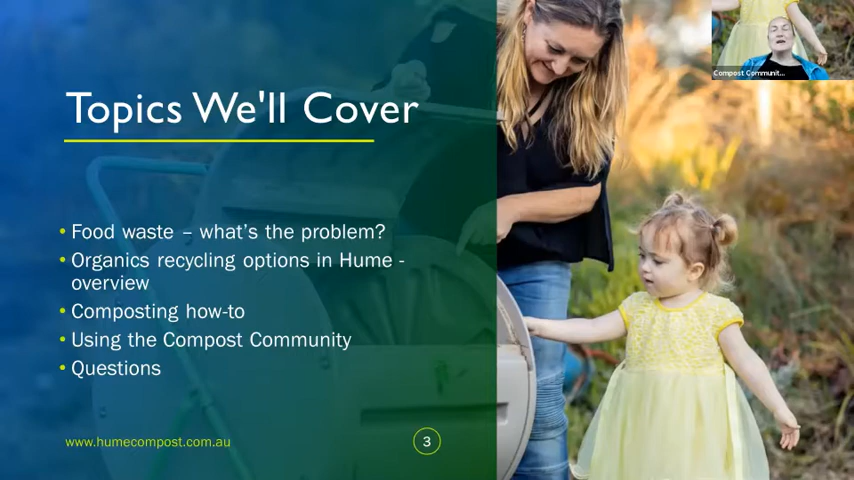 Compost Communit...
Topics We'll Cover
• Food waste – what's the problem?
• Organics recycling options in Hume -
overview
• Composting how-to
• Using the Compost Community
• Questions
www.humecompost.com.au
3